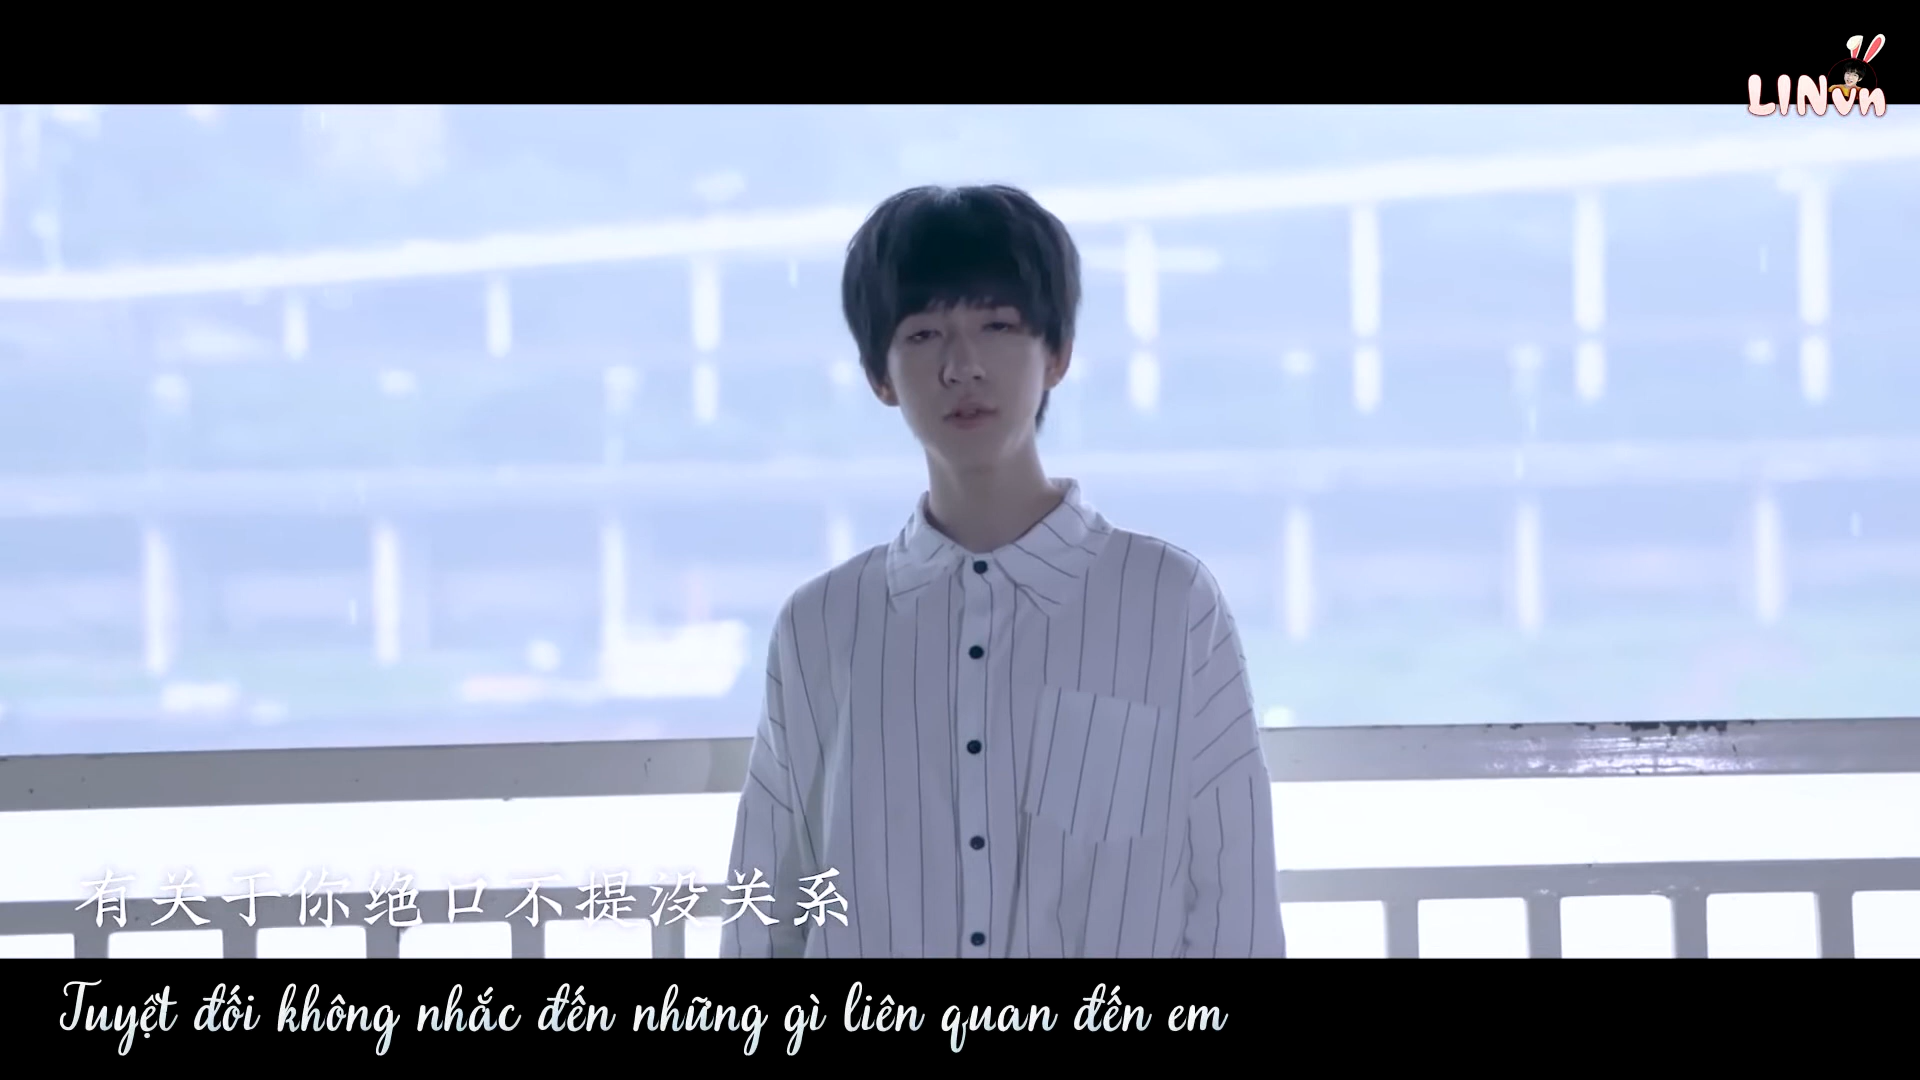 LINvn
有关于你绝口不提没关系
Tuyệt đối không nhắc đến những gì liên quan đến em